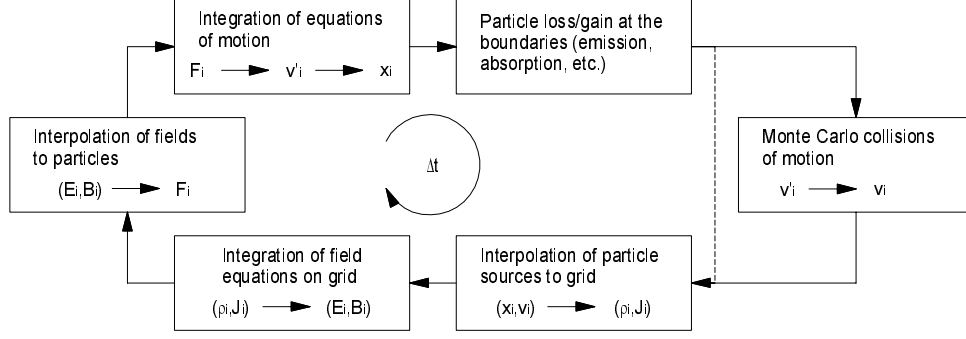 Integration of equations
of motion
Fi v'i xi
Particle loss/gain at the
boundaries (emission,
absorption, etc.)
Monte Carlo collisions
of motion
v'i vi
Interpolation of particle
sources to grid
(xi,vi) (ρi,Ji)
Integration of field
equations on grid
(ρi,Ji) (Ei,Bi)
Interpolation of fields
to particles
(Ei,Bi) Fi
Δt